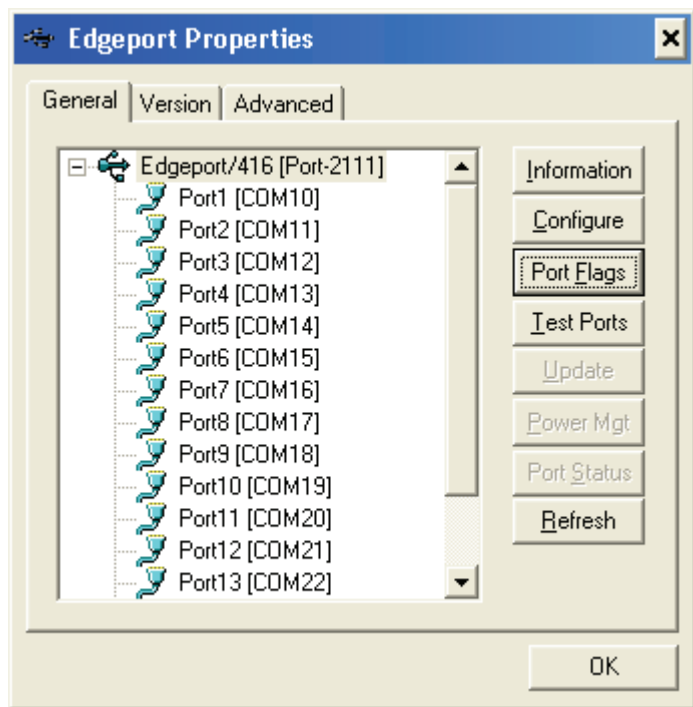 Edgeport Properties
General
Version
Advanced
Edgeport/416 [Port-2111]
Port1 [COM10]
Port2 [COM11]
Port3 [COM12]
Port4 [COM13]
Port5 [COM14]
Port6 [COM15]
Port7 [COM16]
Port8 [COM17]
Port9 [COM18]
Port10 [COM19]
Port11 [COM20]
Port12 [COM21]
Port13 [COM22]
Information
Configure
Port Flags
Test Ports
Update
Power Mgt
Port Status
Refresh
OK